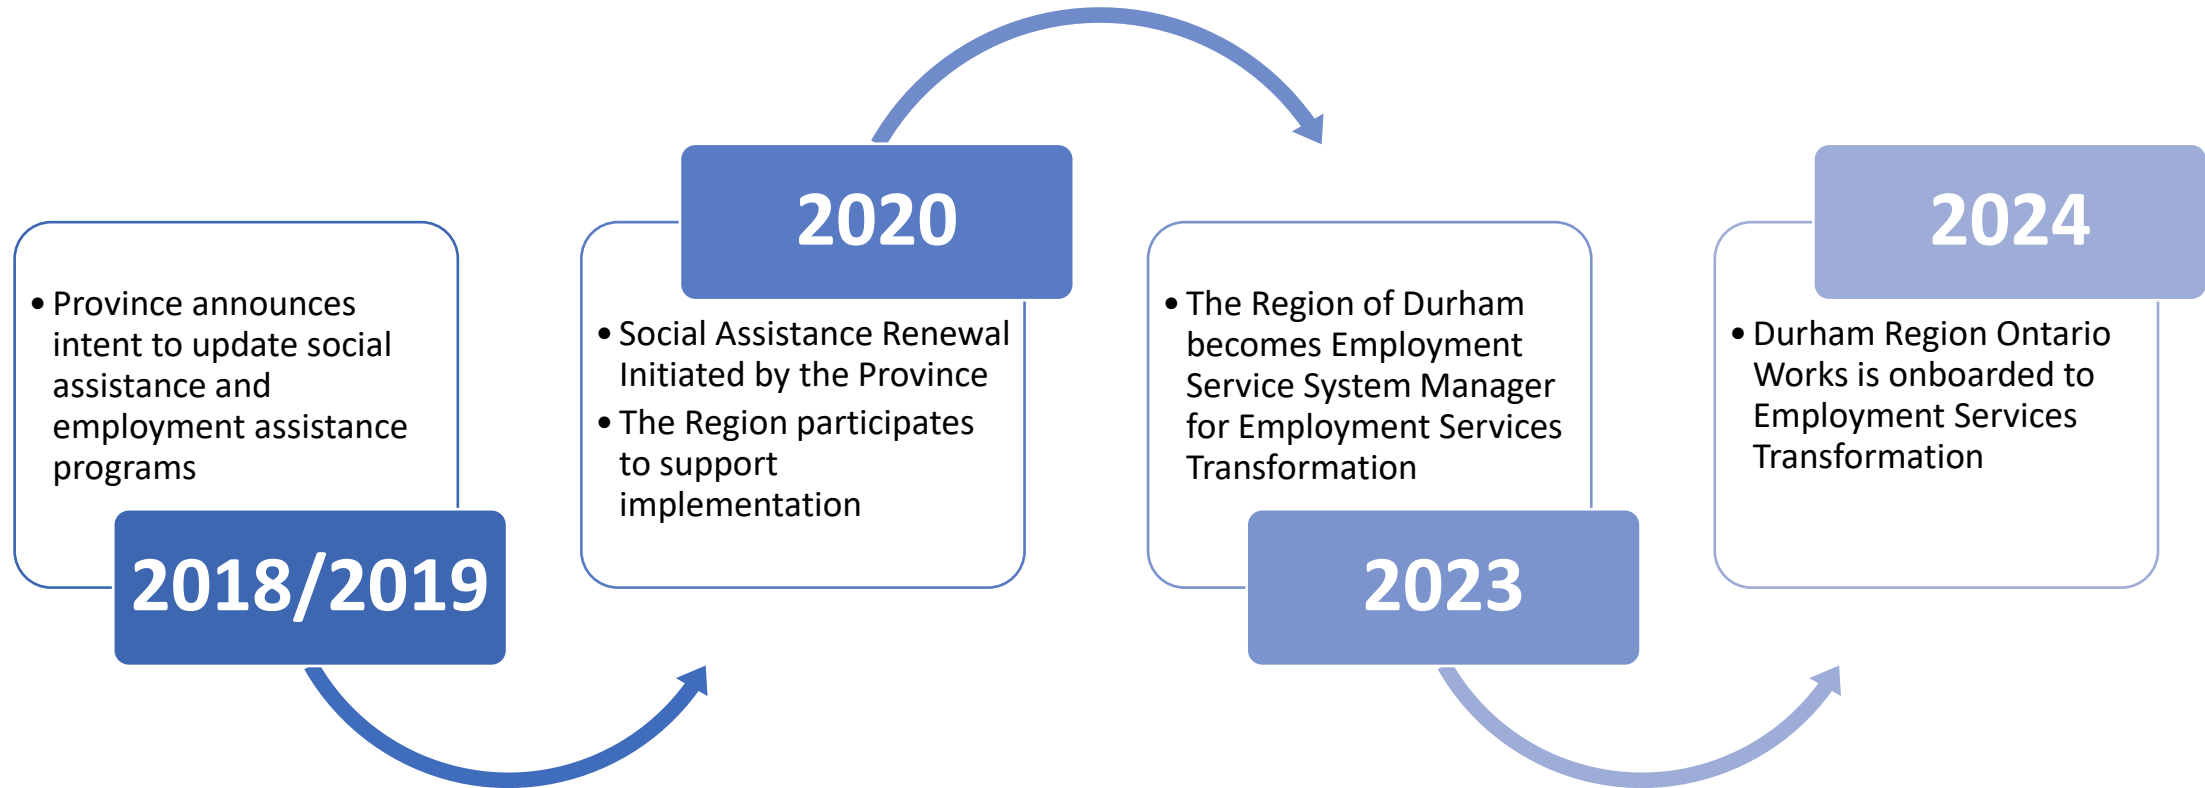 • Province announces
intent to update social
assistance and
employment assistance
programs
2018/2019
2020
• Social Assistance Renewal
Initiated by the Province
• The Region participates
to support
implementation
• The Region of Durham
becomes Employment
Service System Manager
for Employment Services
Transformation
2023
2024
• Durham Region Ontario
Works is onboarded to
Employment Services
Transformation